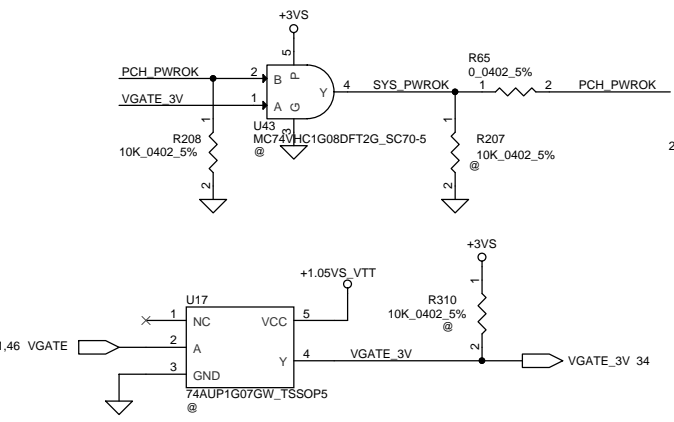 +3VS
5
PCH_PWROK 2 B P
VGATE_3V 1 A G Y 4 SYS_PWROK
R65
0_0402_5%
1 2 PCH_PWROK
U43 3
MC74VHC1G08DFT2G_SC70-5
@
R208
10K_0402_5%
1
2
R207
10K_0402_5%
@
1
2
2
+3VS
+1.05VS_VTT
U17
1 NC VCC 5
R310
10K_0402_5%
@
1
2
,46 VGATE 2 A
3 GND Y 4 VGATE_3V VGATE_3V 34
74AUP1G07GW_TSSOP5
@